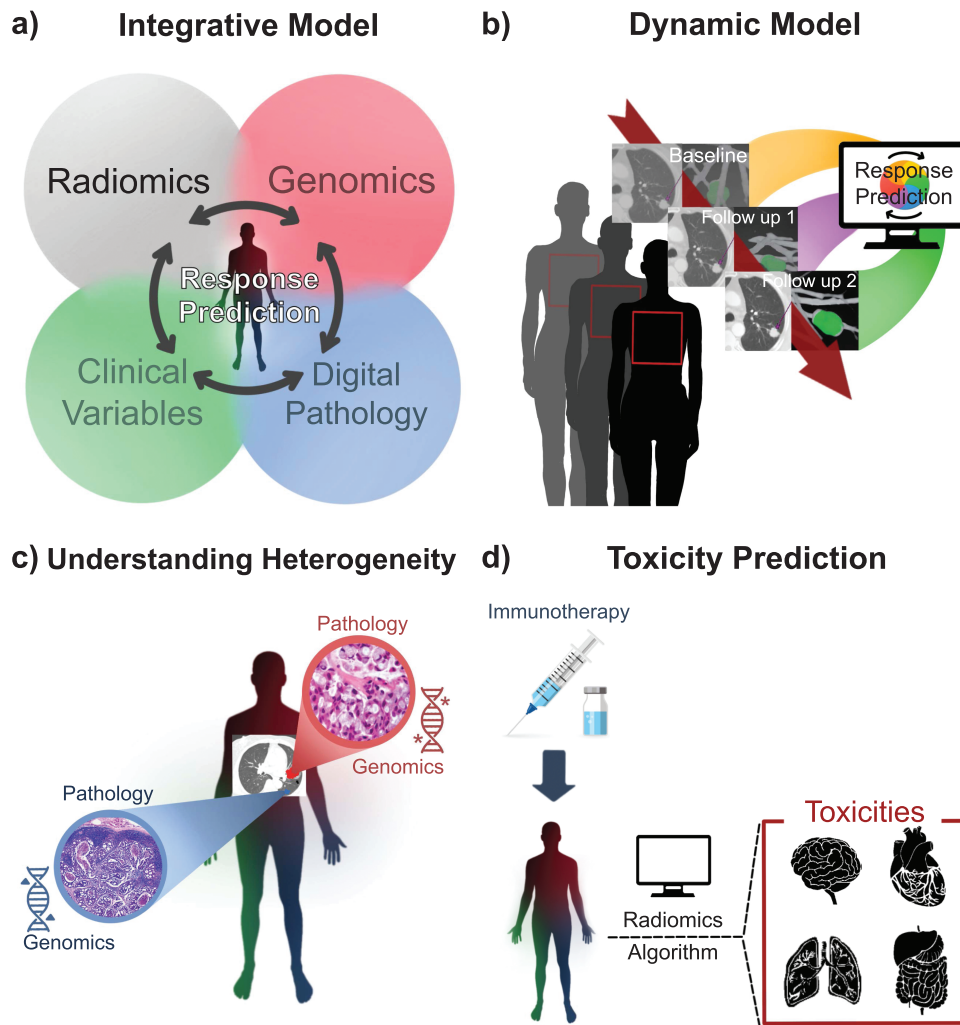 a) Integrative Model
Radiomics
Genomics
Response
Prediction
Clinical
Variables
Digital
Pathology
b) Dynamic Model
Baseline
Follow up 1
Follow up 2
Response
Prediction
c) Understanding Heterogeneity
Pathology
* *
Genomics
Pathology
Genomics
d) Toxicity Prediction
Immunotherapy
Radiomics
Algorithm
Toxicities